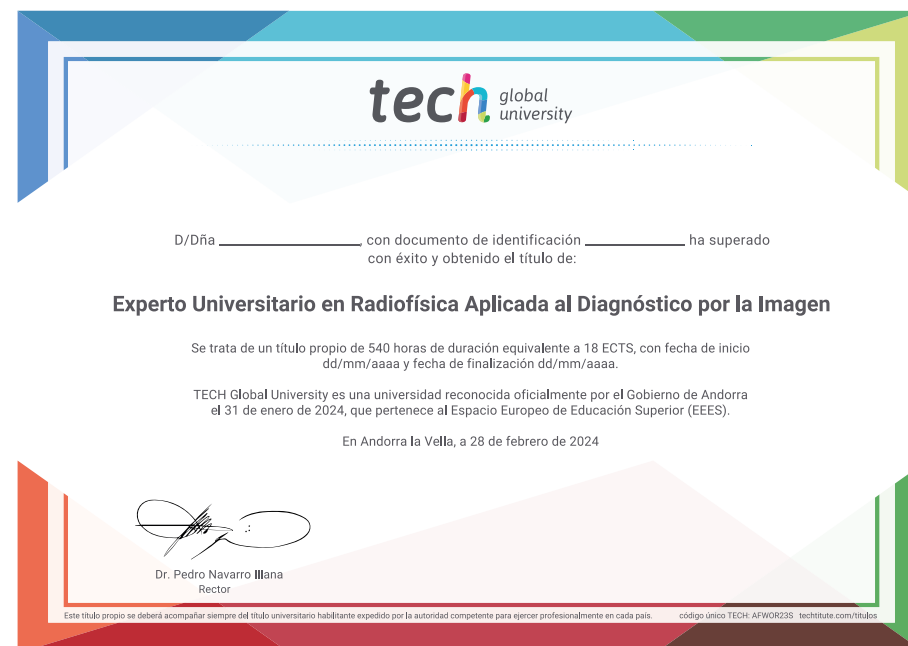 tech global
university
D/Dña ____________________, con documento de identificación ______________ ha superado
con éxito y obtenido el título de:
Experto Universitario en Radiofísica Aplicada al Diagnóstico por la Imagen
Se trata de un título propio de 540 horas de duración equivalente a 18 ECTS, con fecha de inicio
dd/mm/aaaa y fecha de finalización dd/mm/aaaa.
TECH Global University es una universidad reconocida oficialmente por el Gobierno de Andorra
el 31 de enero de 2024, que pertenece al Espacio Europeo de Educación Superior (EEES).
En Andorra la Vella, a 28 de febrero de 2024
Dr. Pedro Navarro Illana
Rector
Este título propio se deberá acompañar siempre del título universitario habilitante expedido por la autoridad competente para ejercer profesionalmente en cada país. código único TECH: AFWOR23S techtitute.com/titulos